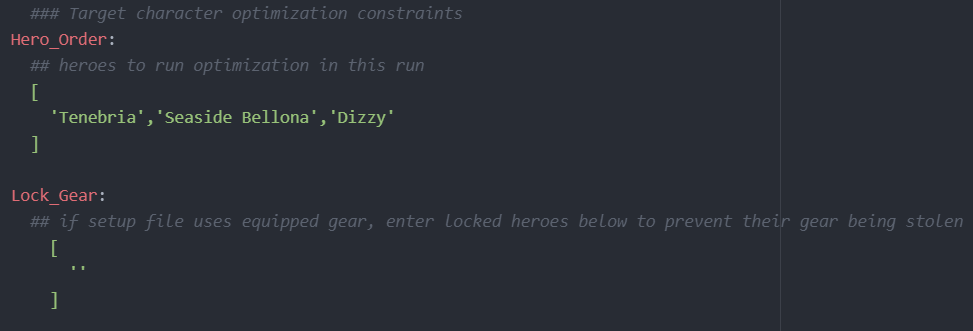 ### Target character optimization constraints
Hero_Order:
## heroes to run optimization in this run
[
'Tenebria','Seaside Bellona','Dizzy'
]
Lock_Gear:
## if setup file uses equipped gear, enter locked heroes below to prevent their gear being stolen
[
''
]